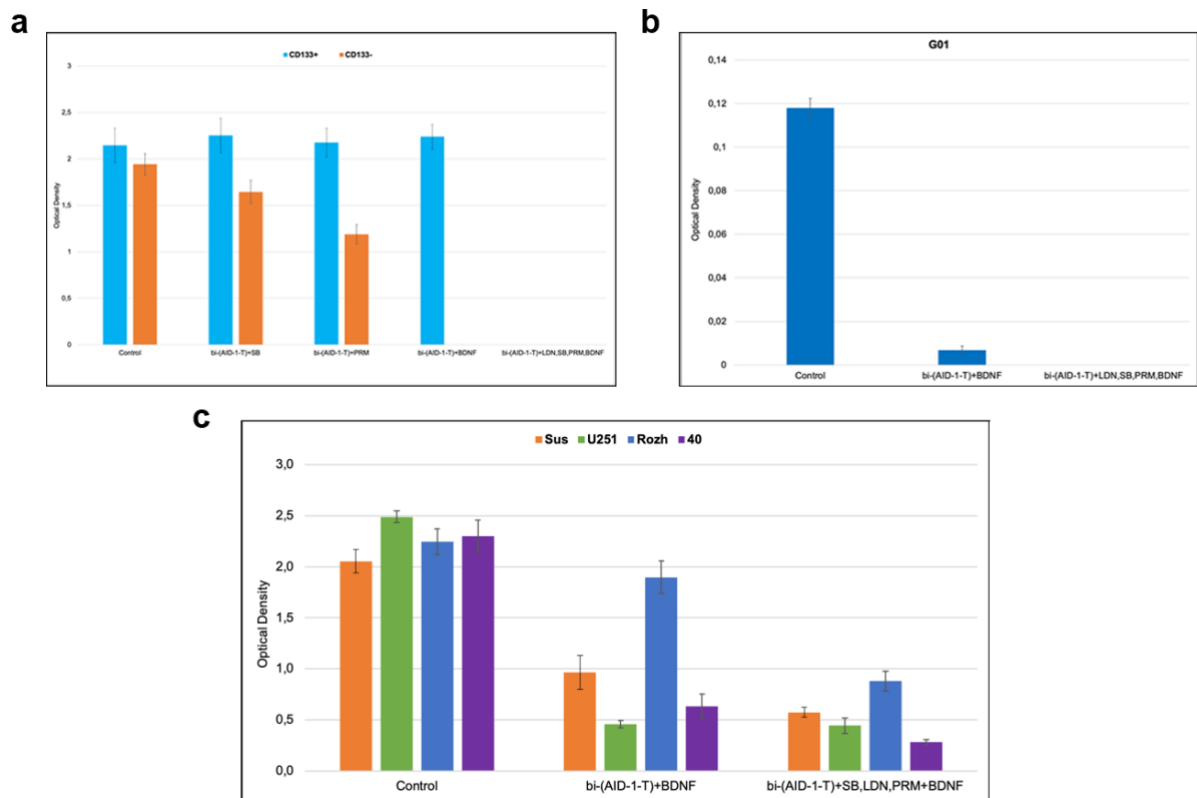 a
CD133+ CD133-
Optical Density
3
2,5
2
1,5
1
0,5
0
Control bi-(AID-1-T)+SB bi-(AID-1-T)+PRM bi-(AID-1-T)+BDNF bi-(AID-1-T)+LDN,SB,PRM,BDNF
b
G01
Optical Density
0,14
0,12
0,1
0,08
0,06
0,04
0,02
0
Control bi-(AID-1-T)+BDNF bi-(AID-1-T)+LDN,SB,PRM,BDNF
c
Sus U251 Rozh 40
Optical Density
3,0
2,5
2,0
1,5
1,0
0,5
0,0
Control bi-(AID-1-T)+BDNF bi-(AID-1-T)+SB,LDN,PRM+BDNF